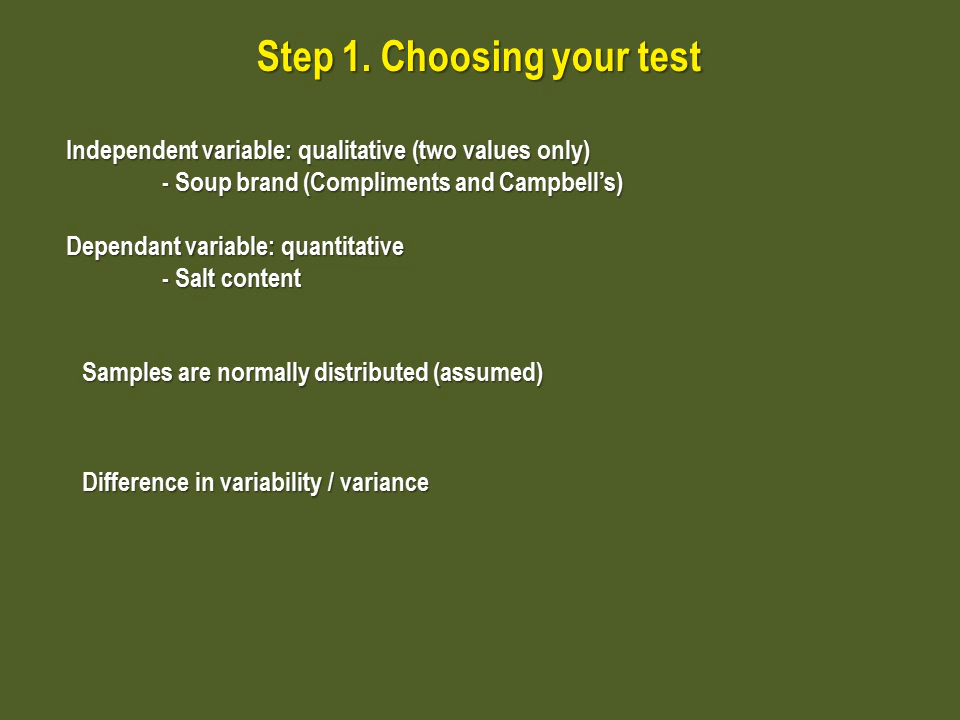 Step 1. Choosing your test
Independent variable: qualitative (two values only)
- Soup brand (Compliments and Campbell’s)
Dependant variable: quantitative
- Salt content
Samples are normally distributed (assumed)
Difference in variability / variance